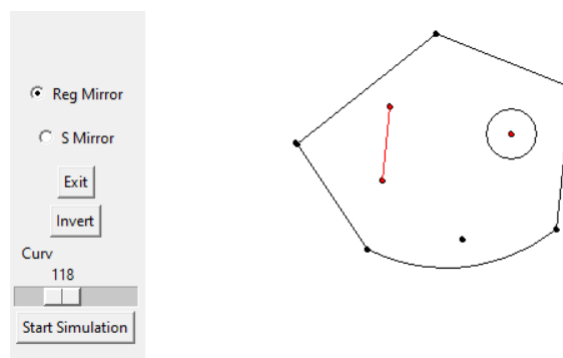 Reg Mirror
S Mirror
Exit
Invert
Curv
118
Start Simulation